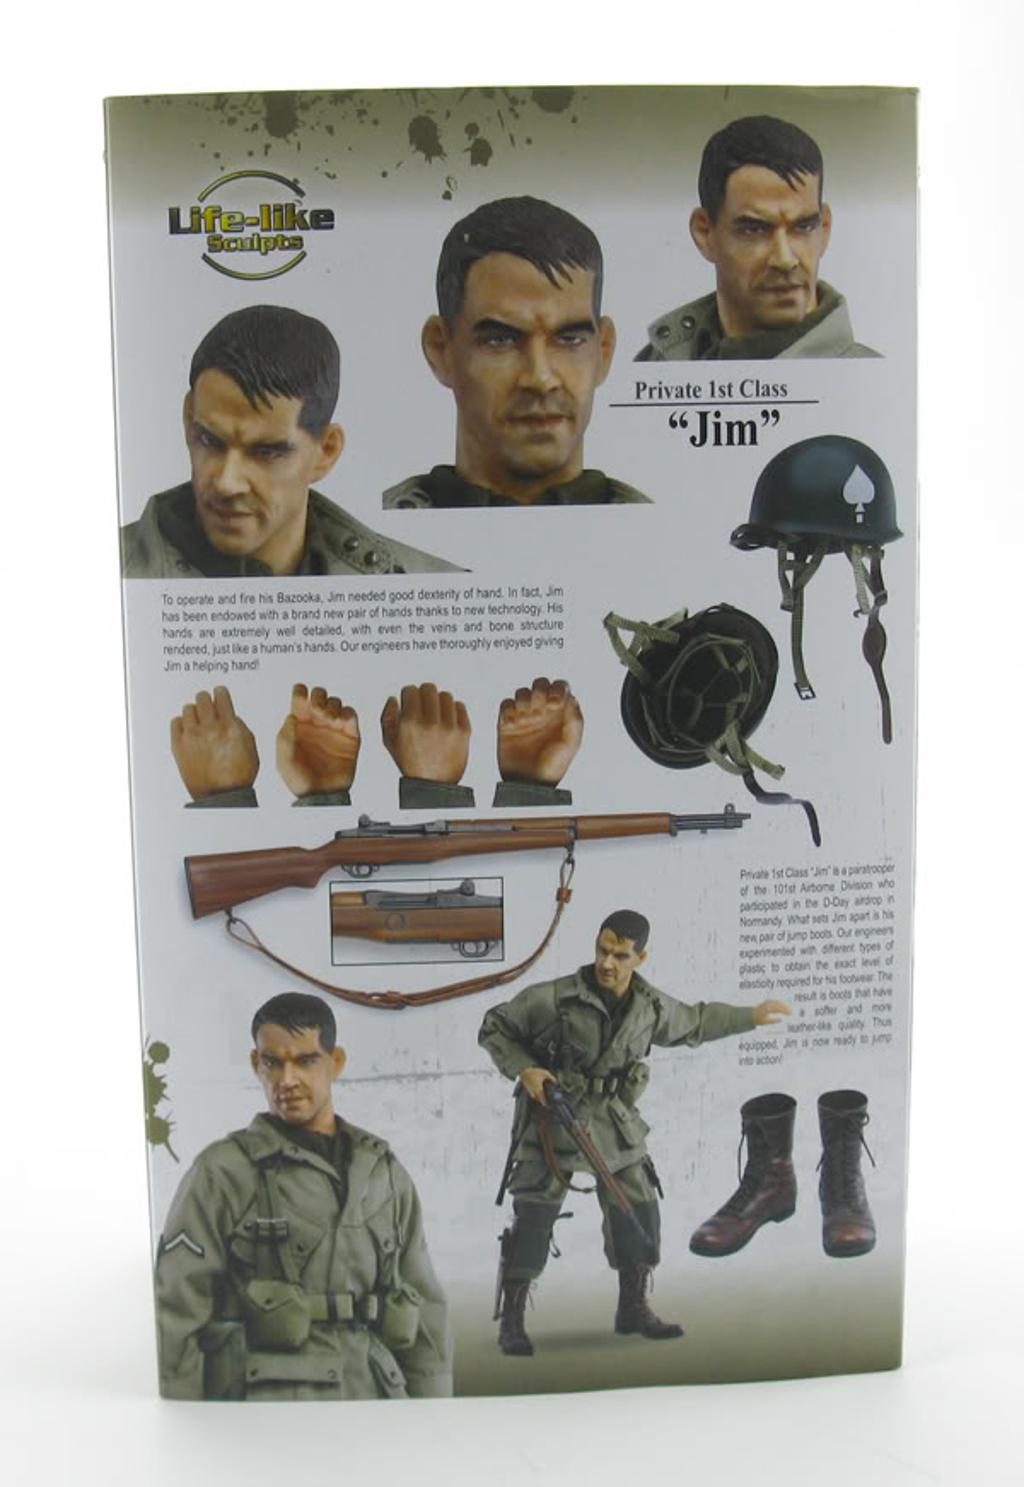 Life-like
Sculpts
Private 1st Class
“Jim”
To operate and fire his Bazooka, Jim needed good dexterity of hand. In fact, Jim
has been endowed with a brand new pair of hands thanks to new technology. His
hands are extremely well detailed, with even the veins and bone structure
rendered, just like a human's hands. Our engineers have thoroughly enjoyed giving
Jim a helping hand!
Private 1st Class "Jim" is a paratrooper
of the 101st Airborne Division who
participated in the D-Day airdrop in
Normandy. What sets Jim apart is his
new pair of jump boots. Our engineers
experimented with different types of
plastic to obtain the exact level of
elasticity required for his footwear. The
result is boots that have
a softer and more
leather-like quality. Thus
equipped, Jim is now ready to jump
into action!